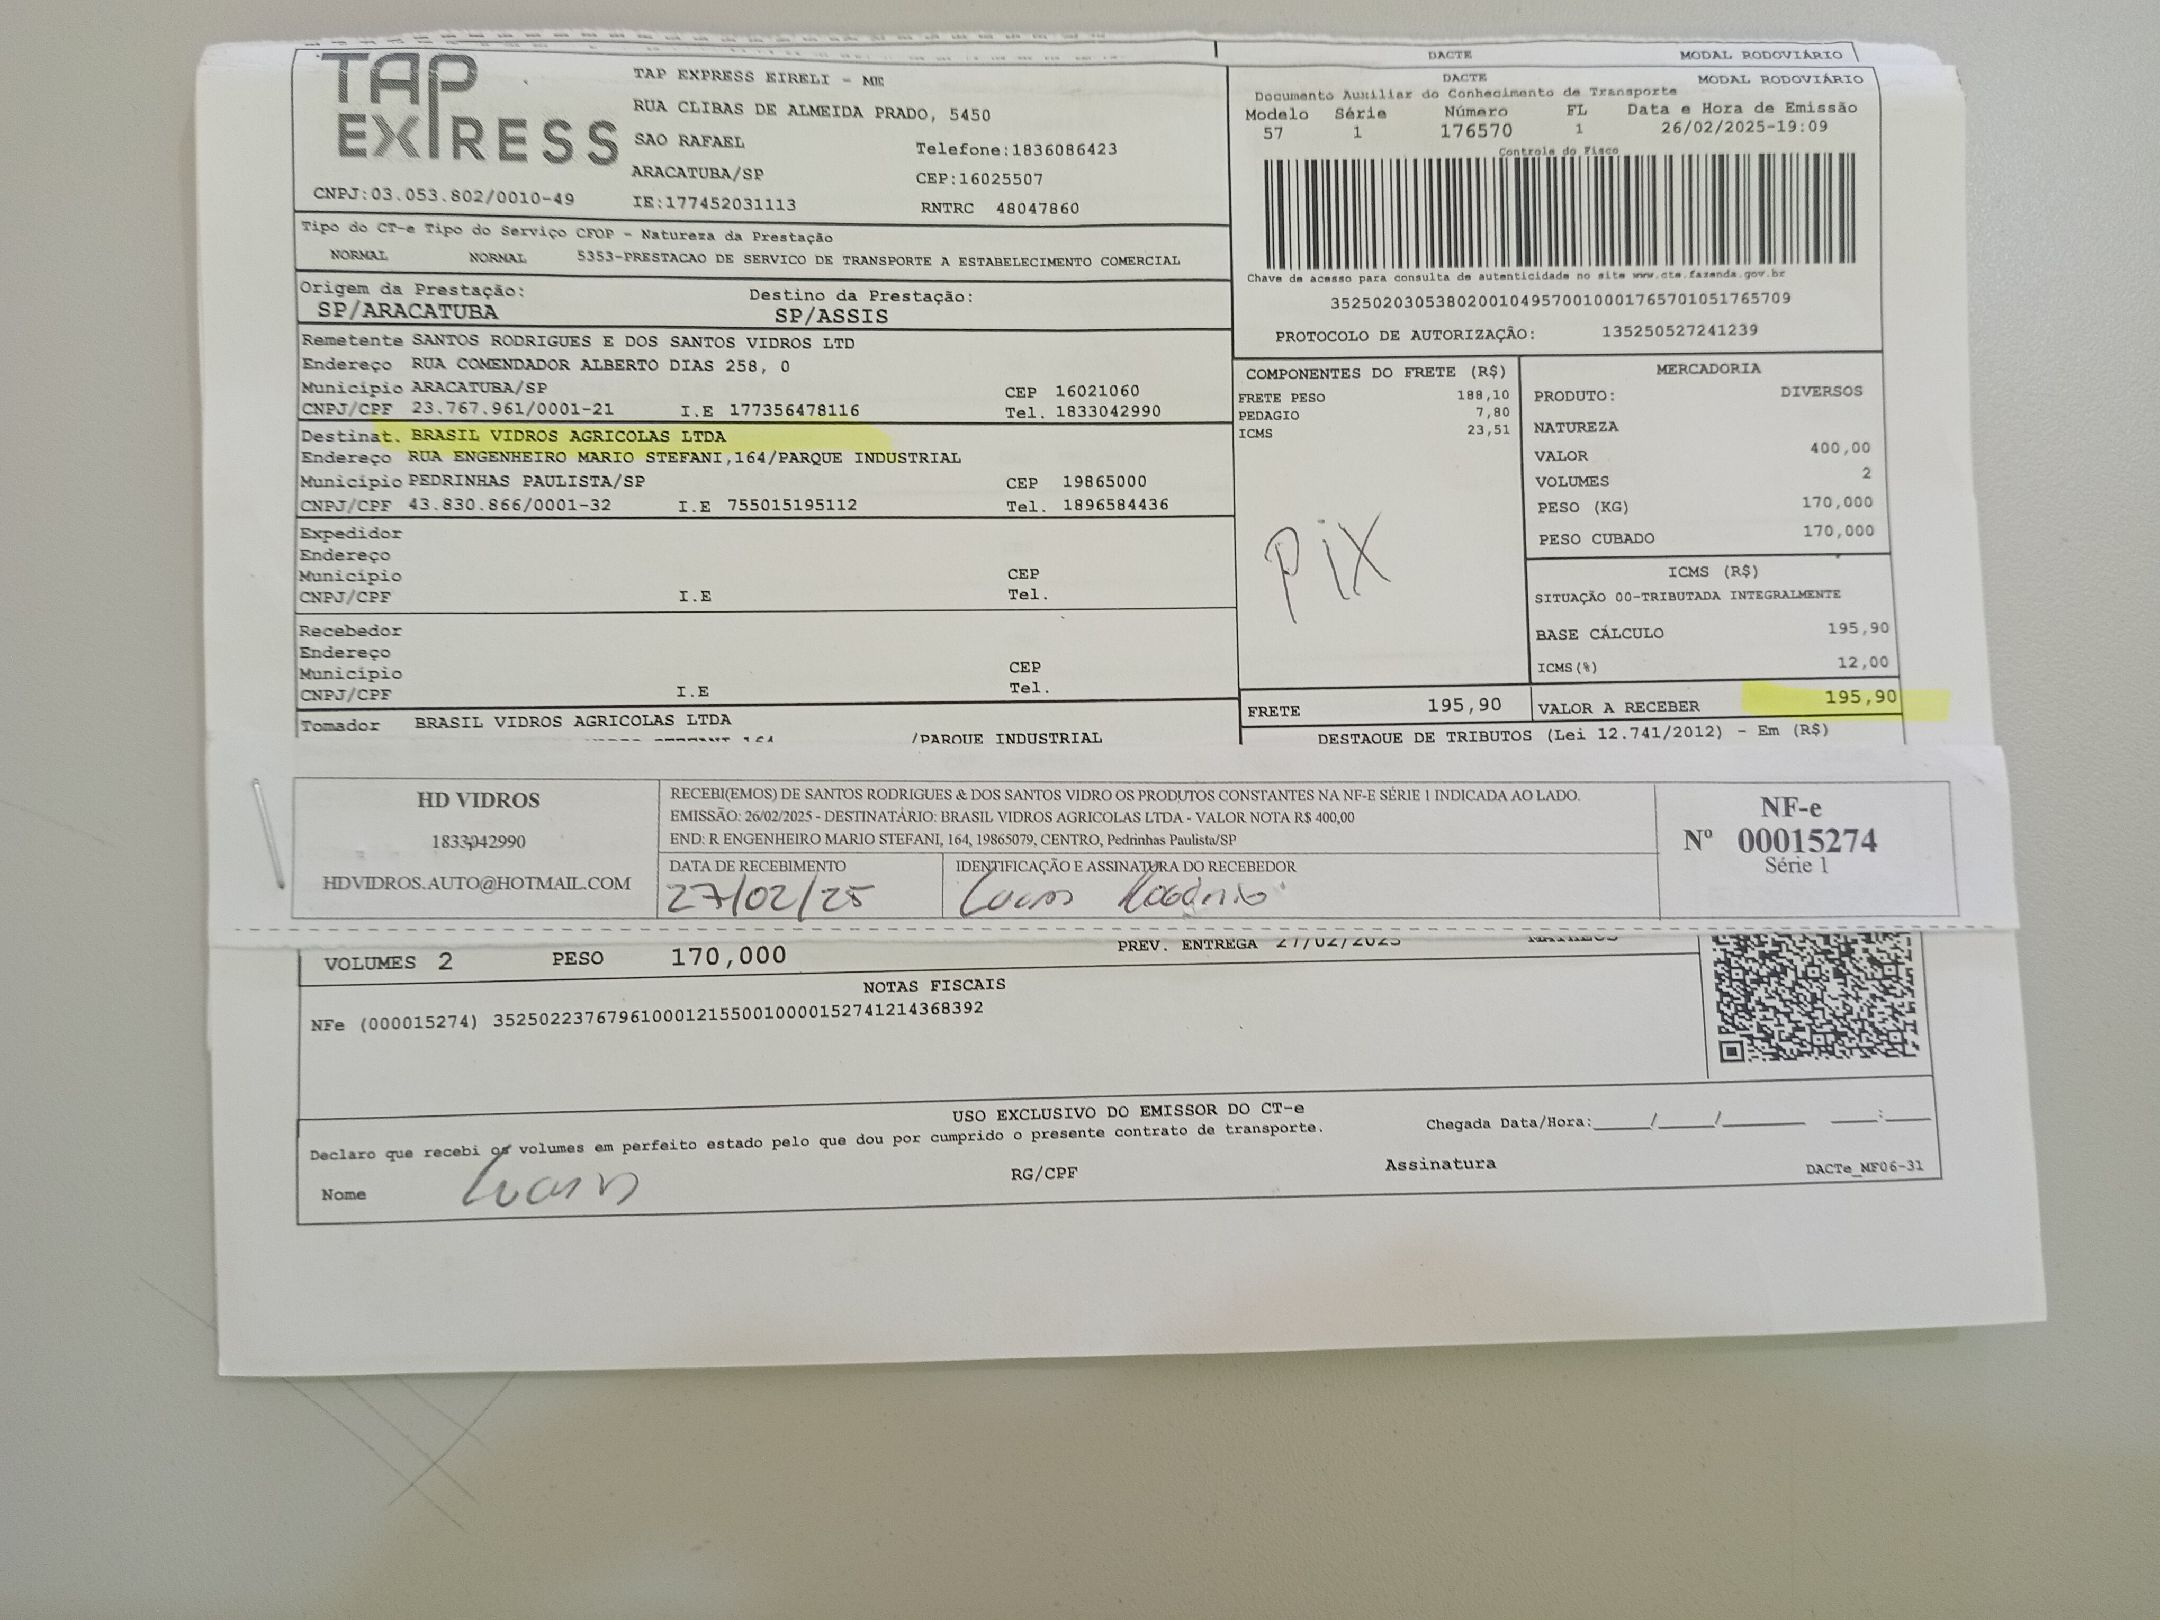 DACTE MODAL RODOVIÁRIO
TAP EXPRESS
TAP EXPRESS EIRELI - ME
RUA CLIBAS DE ALMEIDA PRADO, 5450
SAO RAFAEL Telefone:1836086423
ARACATUBA/SP CEP:16025507
CNPJ:03.053.802/0010-49 IE:177452031113 RNTRC 48047860
DACTE MODAL RODOVIÁRIO
Documento Auxiliar do Conhecimento de Transporte
Modelo Série Número FL Data e Hora de Emissão
57 1 176570 1 26/02/2025-19:09
Controle do Fisco
Chave de acesso para consulta de autenticidade no site www.cte.fazenda.gov.br
35250203053802001049570010001765701051765709
PROTOCOLO DE AUTORIZAÇÃO: 135250527241239
Tipo do CT-e Tipo do Serviço CFOP - Natureza da Prestação
NORMAL NORMAL 5353-PRESTACAO DE SERVICO DE TRANSPORTE A ESTABELECIMENTO COMERCIAL
Origem da Prestação: Destino da Prestação:
SP/ARACATUBA SP/ASSIS
Remetente SANTOS RODRIGUES E DOS SANTOS VIDROS LTD
Endereço RUA COMENDADOR ALBERTO DIAS 258, 0
Município ARACATUBA/SP CEP 16021060
CNPJ/CPF 23.767.961/0001-21 I.E 177356478116 Tel. 1833042990
Destinat. BRASIL VIDROS AGRICOLAS LTDA
Endereço RUA ENGENHEIRO MARIO STEFANI,164/PARQUE INDUSTRIAL
Município PEDRINHAS PAULISTA/SP CEP 19865000
CNPJ/CPF 43.830.866/0001-32 I.E 755015195112 Tel. 1896584436
Expedidor
Endereço
Município CEP
CNPJ/CPF I.E Tel.
Recebedor
Endereço
Município CEP
CNPJ/CPF I.E Tel.
Tomador BRASIL VIDROS AGRICOLAS LTDA
/PARQUE INDUSTRIAL
COMPONENTES DO FRETE (R$)
FRETE PESO 188,10
PEDAGIO 7,80
ICMS 23,51
PiX
FRETE 195,90
MERCADORIA
PRODUTO: DIVERSOS
NATUREZA
VALOR 400,00
VOLUMES 2
PESO (KG) 170,000
PESO CUBADO 170,000
ICMS (R$)
SITUAÇÃO 00-TRIBUTADA INTEGRALMENTE
BASE CÁLCULO 195,90
ICMS(%) 12,00
VALOR A RECEBER 195,90
DESTAQUE DE TRIBUTOS (Lei 12.741/2012) - Em (R$)
HD VIDROS
1833042990
HDVIDROS.AUTO@HOTMAIL.COM
RECEBI(EMOS) DE SANTOS RODRIGUES & DOS SANTOS VIDRO OS PRODUTOS CONSTANTES NA NF-E SÉRIE 1 INDICADA AO LADO.
EMISSÃO: 26/02/2025 - DESTINATÁRIO: BRASIL VIDROS AGRICOLAS LTDA - VALOR NOTA R$ 400,00
END: R ENGENHEIRO MARIO STEFANI, 164, 19865079, CENTRO, Pedrinhas Paulista/SP
DATA DE RECEBIMENTO IDENTIFICAÇÃO E ASSINATURA DO RECEBEDOR
27/02/25 Lucas
NF-e
Nº 00015274
Série 1
VOLUMES 2 PESO 170,000 PREV. ENTREGA 27/02/2025 MATHEUS
NOTAS FISCAIS
NFe (000015274) 35250223767961000121550010000152741214368392
USO EXCLUSIVO DO EMISSOR DO CT-e
Declaro que recebi os volumes em perfeito estado pelo que dou por cumprido o presente contrato de transporte. Chegada Data/Hora:____/____/______ ____:____
Nome Lucas RG/CPF Assinatura DACTe_MF06-31